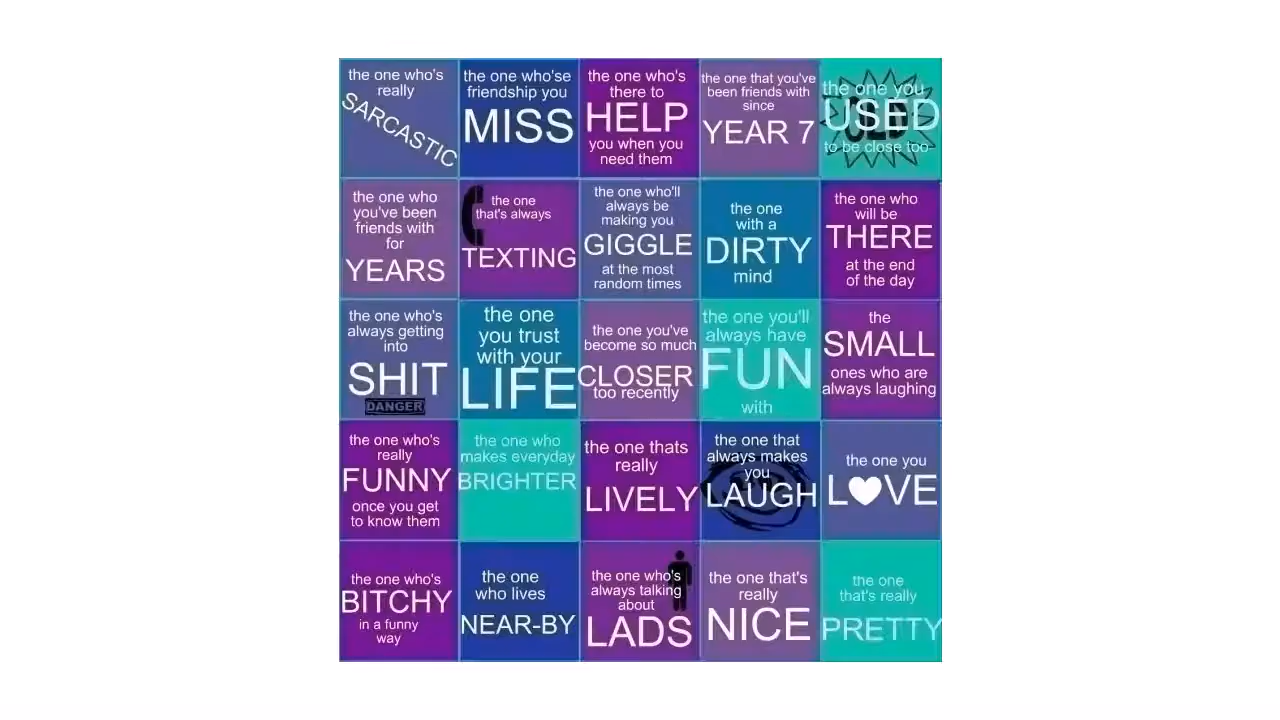 the one who's
really
SARCASTIC
the one who'se
friendship you
MISS
the one who's
there to
HELP
you when you
need them
the one that you've
been friends with
since
YEAR 7
the one you
USED
to be close too
the one who
you've been
friends with
for
YEARS
the one
that's always
TEXTING
the one who'll
always be
making you
GIGGLE
at the most
random times
the one
with a
DIRTY
mind
the one who
will be
THERE
at the end
of the day
the one who's
always getting
into
SHIT
DANGER
the one
you trust
with your
LIFE
the one you've
become so much
CLOSER
too recently
the one you'll
always have
FUN
with
the
SMALL
ones who are
always laughing
the one who's
really
FUNNY
once you get
to know them
the one who
makes everyday
BRIGHTER
the one thats
really
LIVELY
the one that
always makes
you
LAUGH
the one you
L♥VE
the one who's
BITCHY
in a funny
way
the one
who lives
NEAR-BY
the one who's
always talking
about
LADS
the one that's
really
NICE
the one
that's really
PRETTY